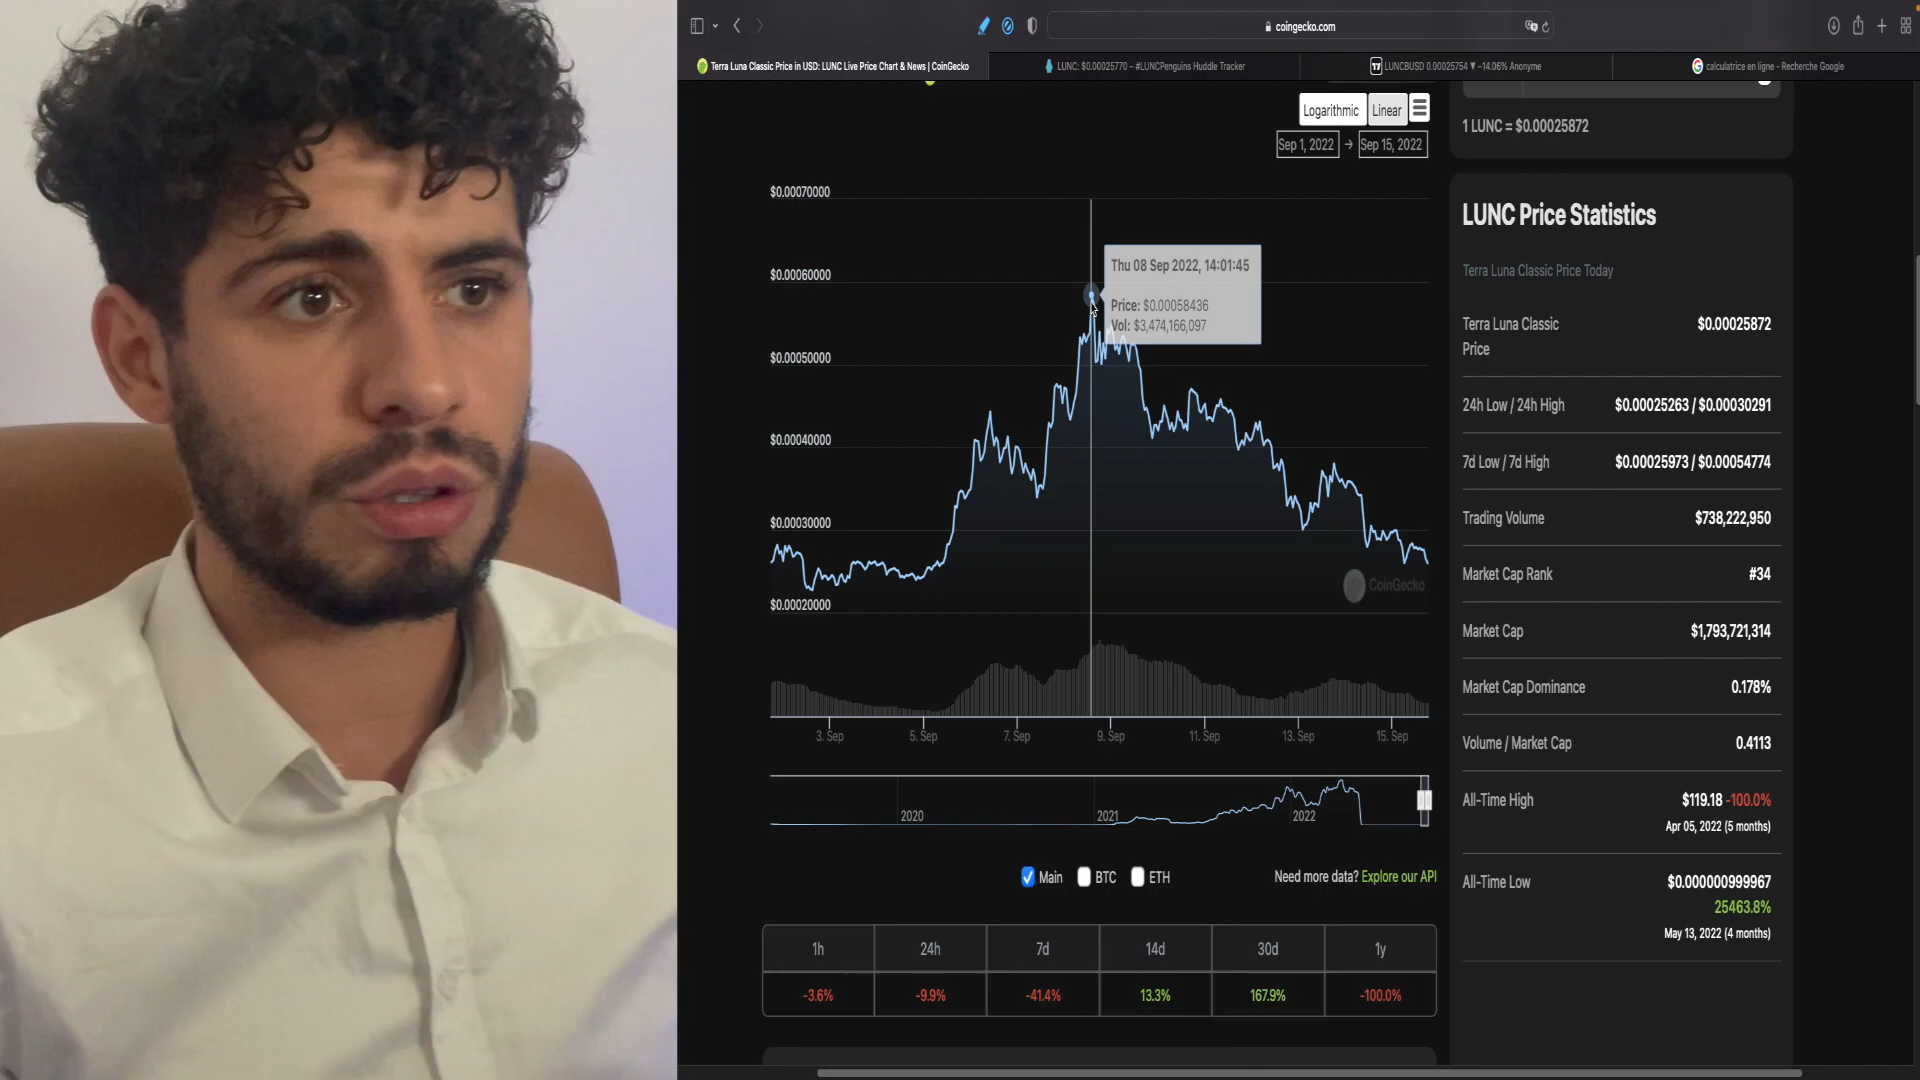 coingecko.com
Terra Luna Classic Price in USD: LUNC Live Price Chart & News | CoinGecko
LUNC: $0.00025770 – #LUNCPenguins Huddle Tracker
LUNCBUSD 0.00025754 ▼ −14.06% Anonyme
calculatrice en ligne - Recherche Google
Logarithmic
Linear
Sep 1, 2022 → Sep 15, 2022
$0.00070000
$0.00060000
$0.00050000
$0.00040000
$0.00030000
$0.00020000
Thu 08 Sep 2022, 14:01:45
Price: $0.00058436
Vol: $3,474,166,097
CoinGecko
3. Sep
5. Sep
7. Sep
9. Sep
11. Sep
13. Sep
15. Sep
2020
2021
2022
Main
BTC
ETH
Need more data? Explore our API
1h 24h 7d 14d 30d 1y
-3.6% -9.9% -41.4% 13.3% 167.9% -100.0%
1 LUNC = $0.00025872
LUNC Price Statistics
Terra Luna Classic Price Today
Terra Luna Classic
Price
$0.00025872
24h Low / 24h High $0.00025263 / $0.00030291
7d Low / 7d High $0.00025973 / $0.00054774
Trading Volume $738,222,950
Market Cap Rank #34
Market Cap $1,793,721,314
Market Cap Dominance 0.178%
Volume / Market Cap 0.4113
All-Time High $119.18 -100.0%
Apr 05, 2022 (5 months)
All-Time Low $0.000000999967
25463.8%
May 13, 2022 (4 months)